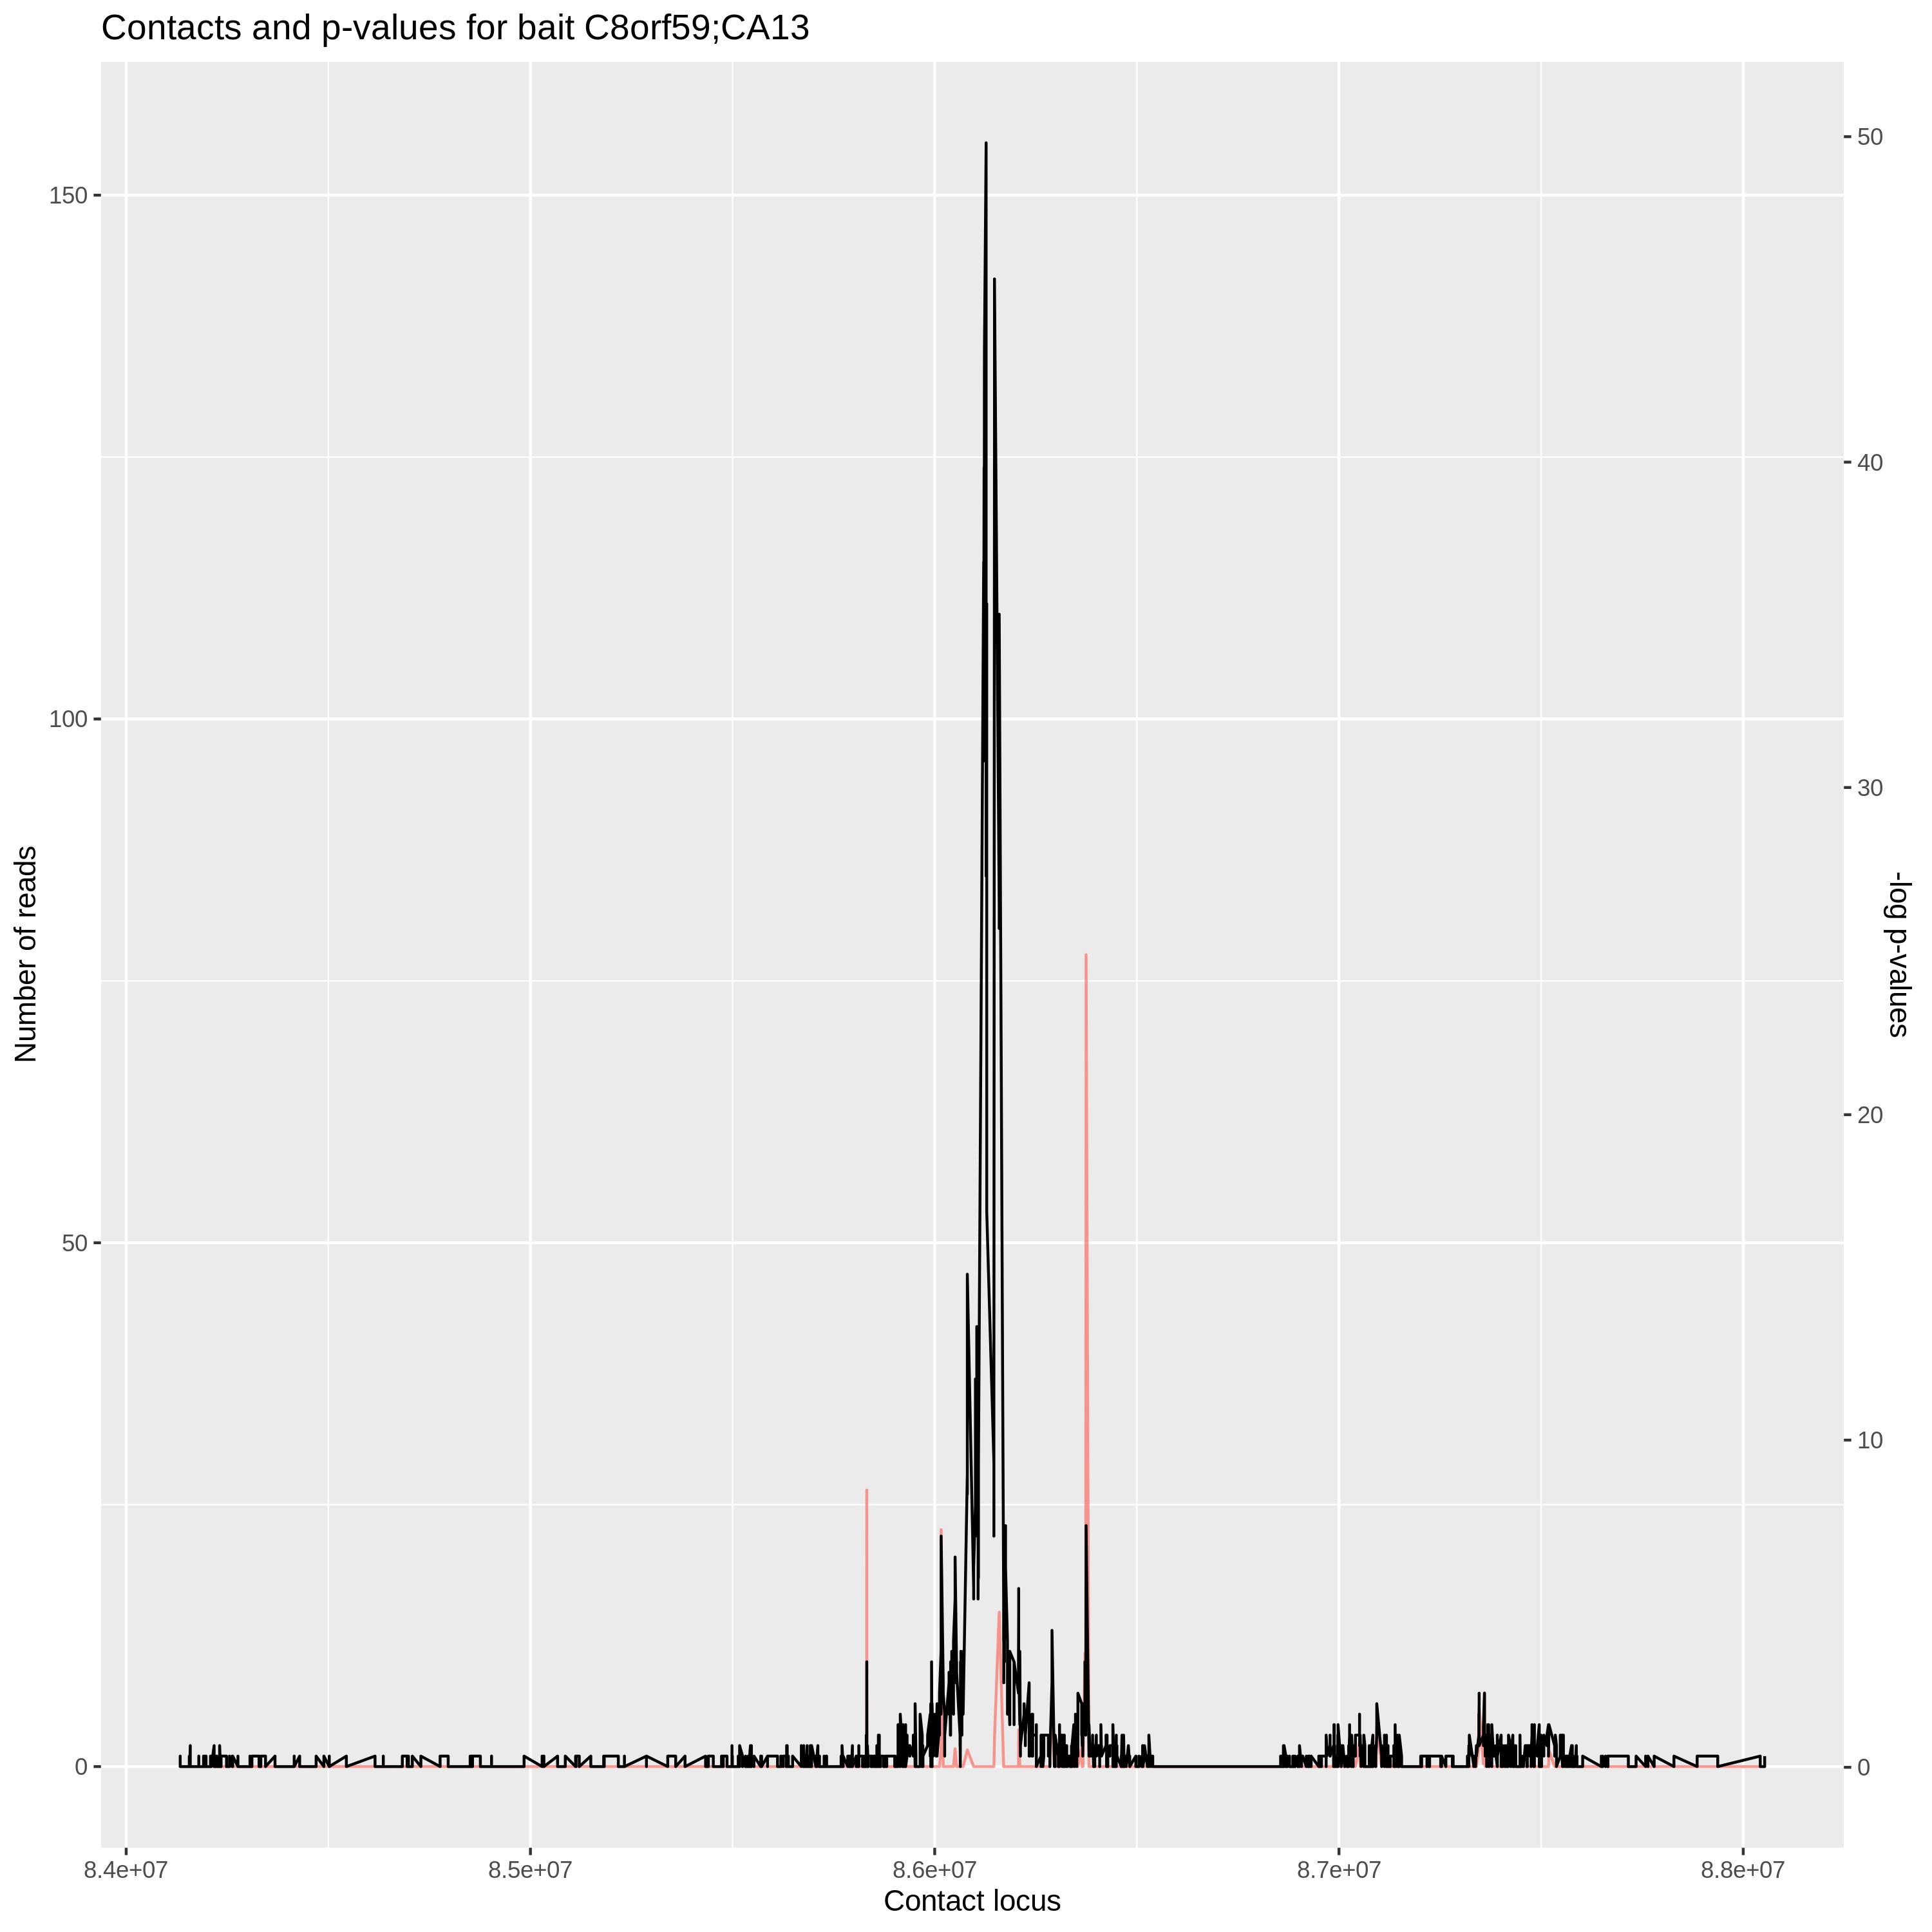 Contacts and p-values for bait C8orf59;CA13
Number of reads
150
100
50
0
50
40
30
20
10
0
-log p-values
8.4e+07 8.5e+07 8.6e+07 8.7e+07 8.8e+07
Contact locus